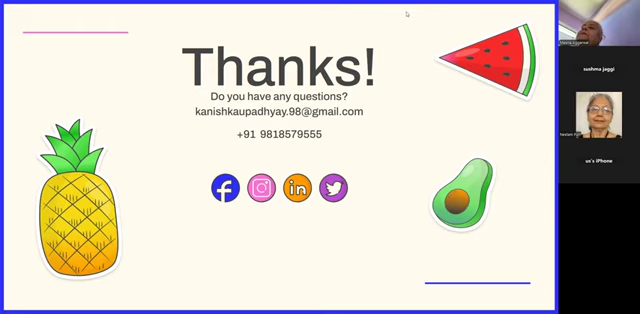 Thanks!
Do you have any questions?
kanishkaupadhyay.98@gmail.com
+91 9818579555
sushma jaggi
us's iPhone